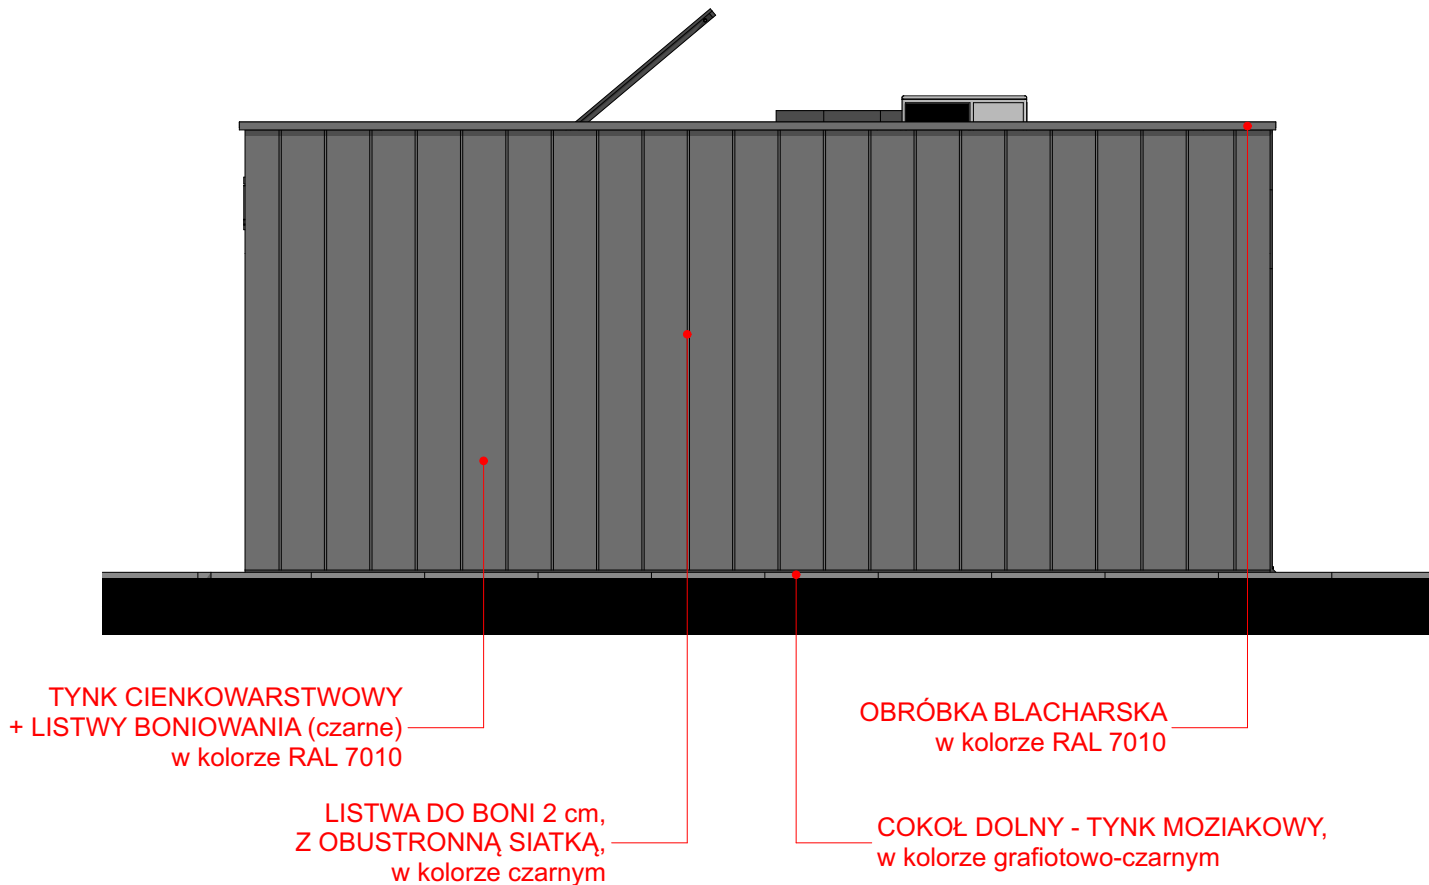 TYNK CIENKOWARSTWOWY
+ LISTWY BONIOWANIA (czarne)
w kolorze RAL 7010
OBRÓBKA BLACHARSKA
w kolorze RAL 7010
LISTWA DO BONI 2 cm,
Z OBUSTRONNĄ SIATKĄ,
w kolorze czarnym
COKOŁ DOLNY - TYNK MOZIAKOWY,
w kolorze grafiotowo-czarnym